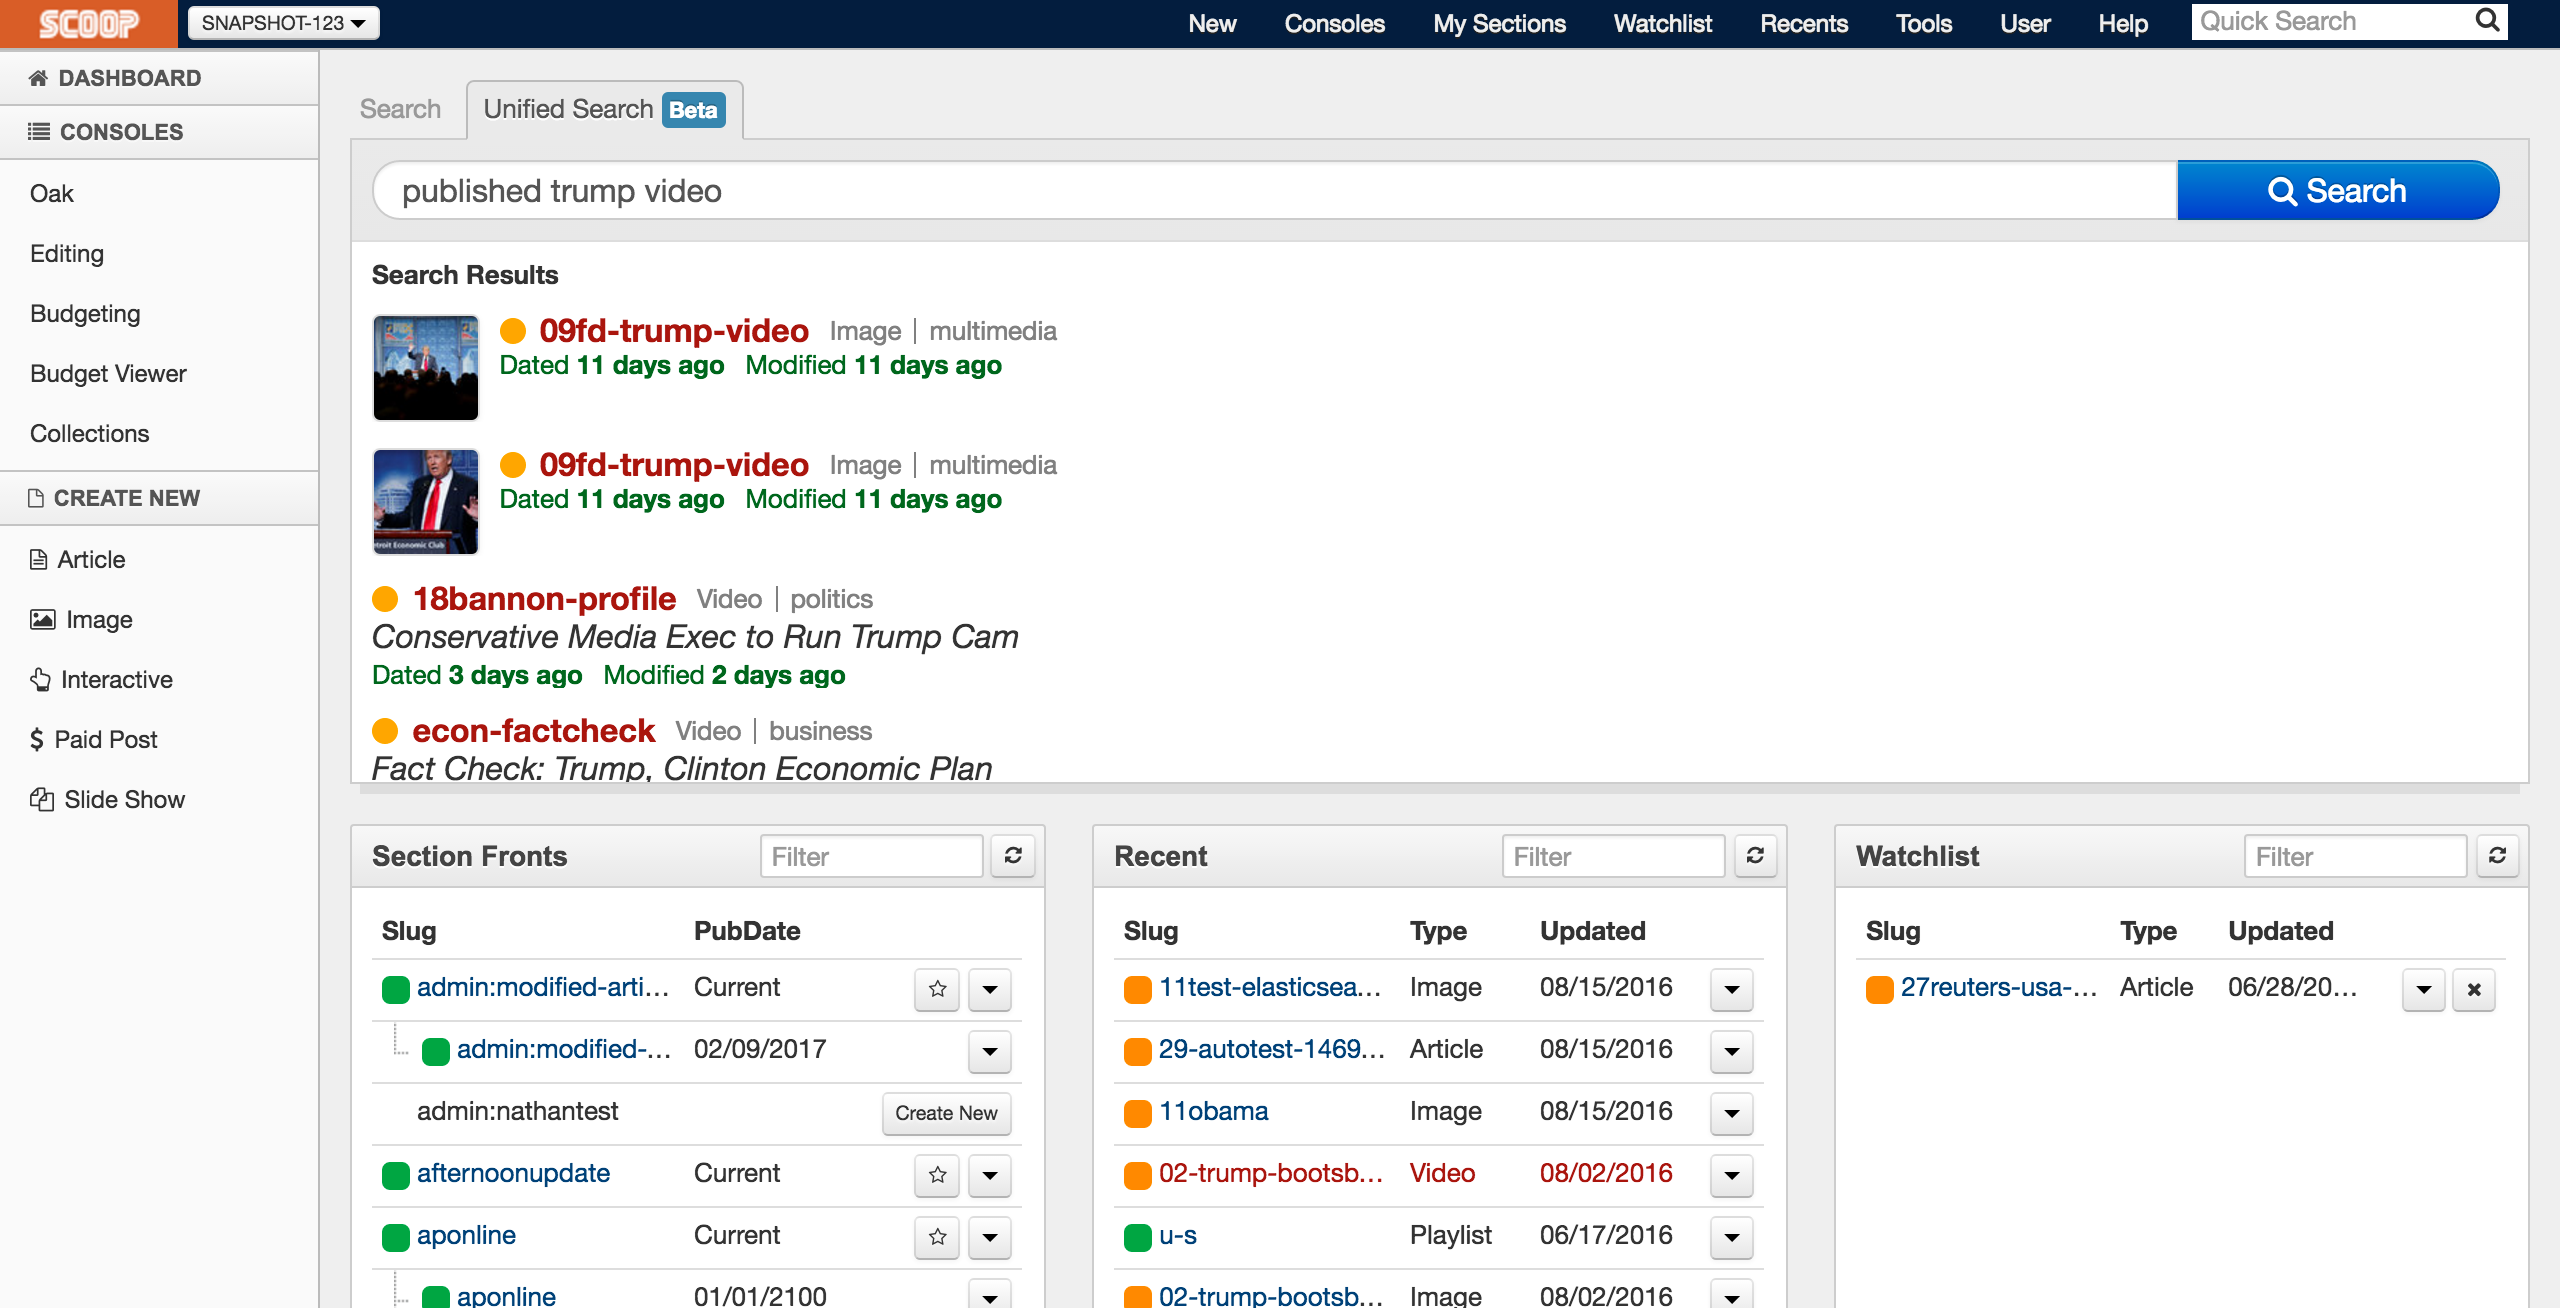 SCOOP SNAPSHOT-123 New Consoles My Sections Watchlist Recents Tools User Help Quick Search
DASHBOARD
CONSOLES
Oak
Editing
Budgeting
Budget Viewer
Collections
CREATE NEW
Article
Image
Interactive
Paid Post
Slide Show
Search Unified Search Beta
published trump video Search
Search Results
09fd-trump-video Image | multimedia
Dated 11 days ago Modified 11 days ago
09fd-trump-video Image | multimedia
Dated 11 days ago Modified 11 days ago
troit Economic Club
18bannon-profile Video | politics
Conservative Media Exec to Run Trump Cam
Dated 3 days ago Modified 2 days ago
econ-factcheck Video | business
Fact Check: Trump, Clinton Economic Plan
Section Fronts Filter
Slug PubDate
admin:modified-arti... Current
admin:modified-... 02/09/2017
admin:nathantest Create New
afternoonupdate Current
aponline Current
aponline 01/01/2100
Recent Filter
Slug Type Updated
11test-elasticsea... Image 08/15/2016
29-autotest-1469... Article 08/15/2016
11obama Image 08/15/2016
02-trump-bootsb... Video 08/02/2016
u-s Playlist 06/17/2016
02-trump-bootsb... Image 08/02/2016
Watchlist Filter
Slug Type Updated
27reuters-usa-... Article 06/28/20...